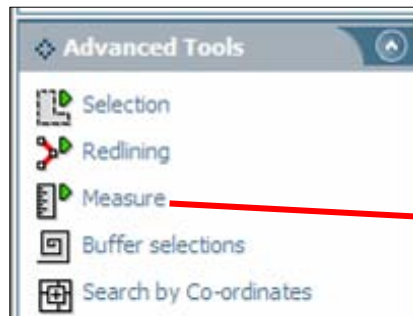 Advanced Tools
Selection
Redlining
Measure
Buffer selections
Search by Co-ordinates